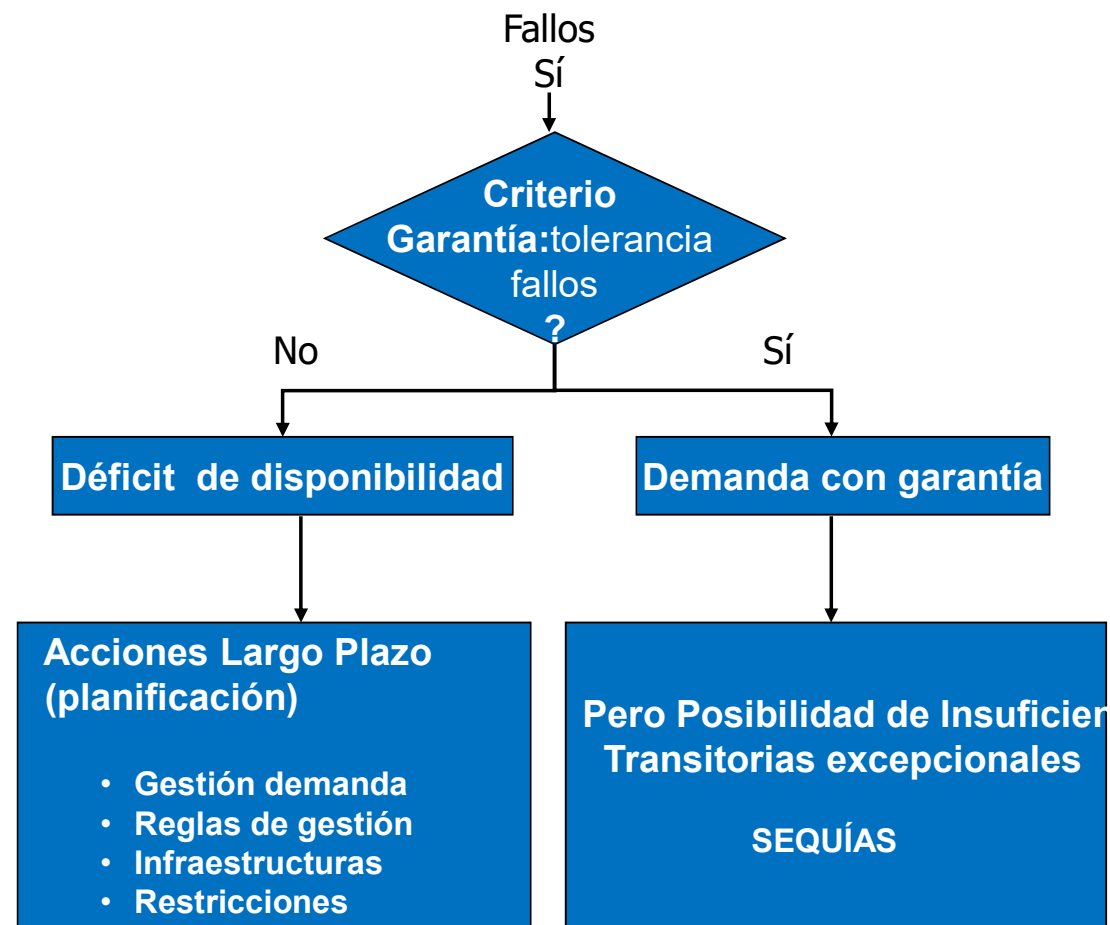 Fallos
Sí
Criterio
Garantía:tolerancia
fallos
?
No
Sí
Déficit de disponibilidad
Demanda con garantía
Acciones Largo Plazo
(planificación)
• Gestión demanda
• Reglas de gestión
• Infraestructuras
• Restricciones
Pero Posibilidad de Insuficien
Transitorias excepcionales
SEQUÍAS